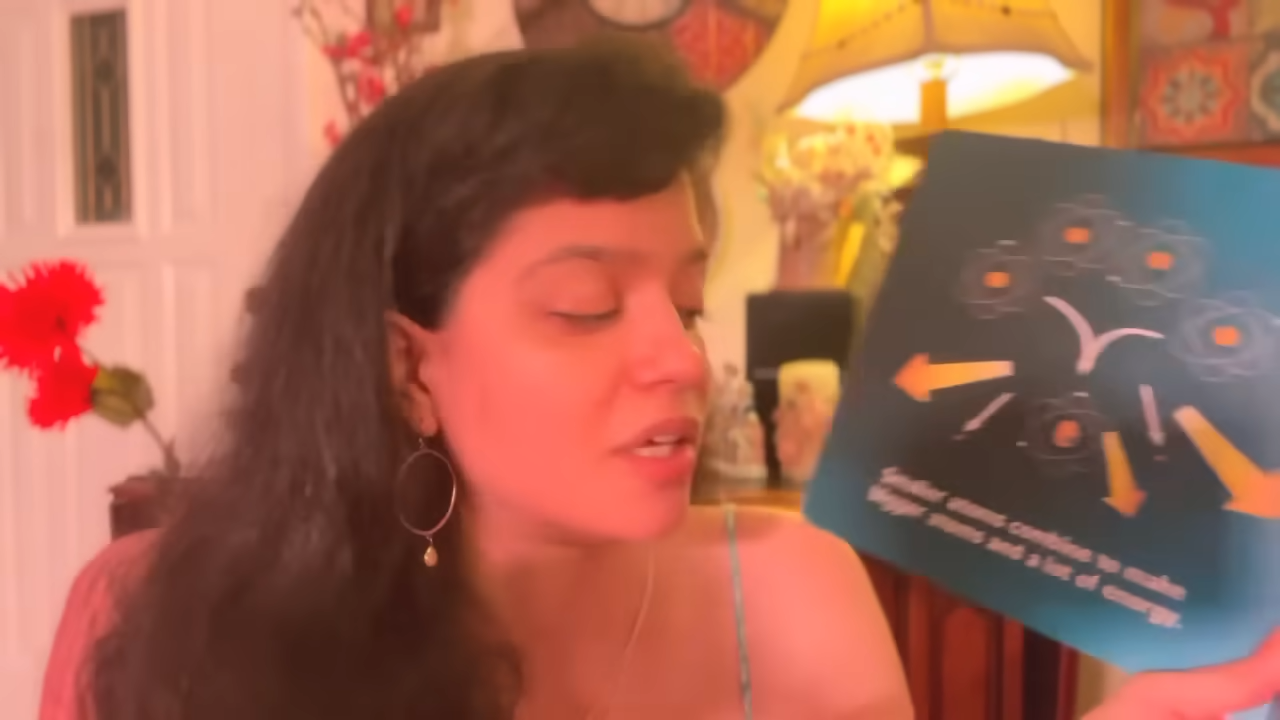 Smaller atoms combine to make
bigger atoms and a lot of energy.